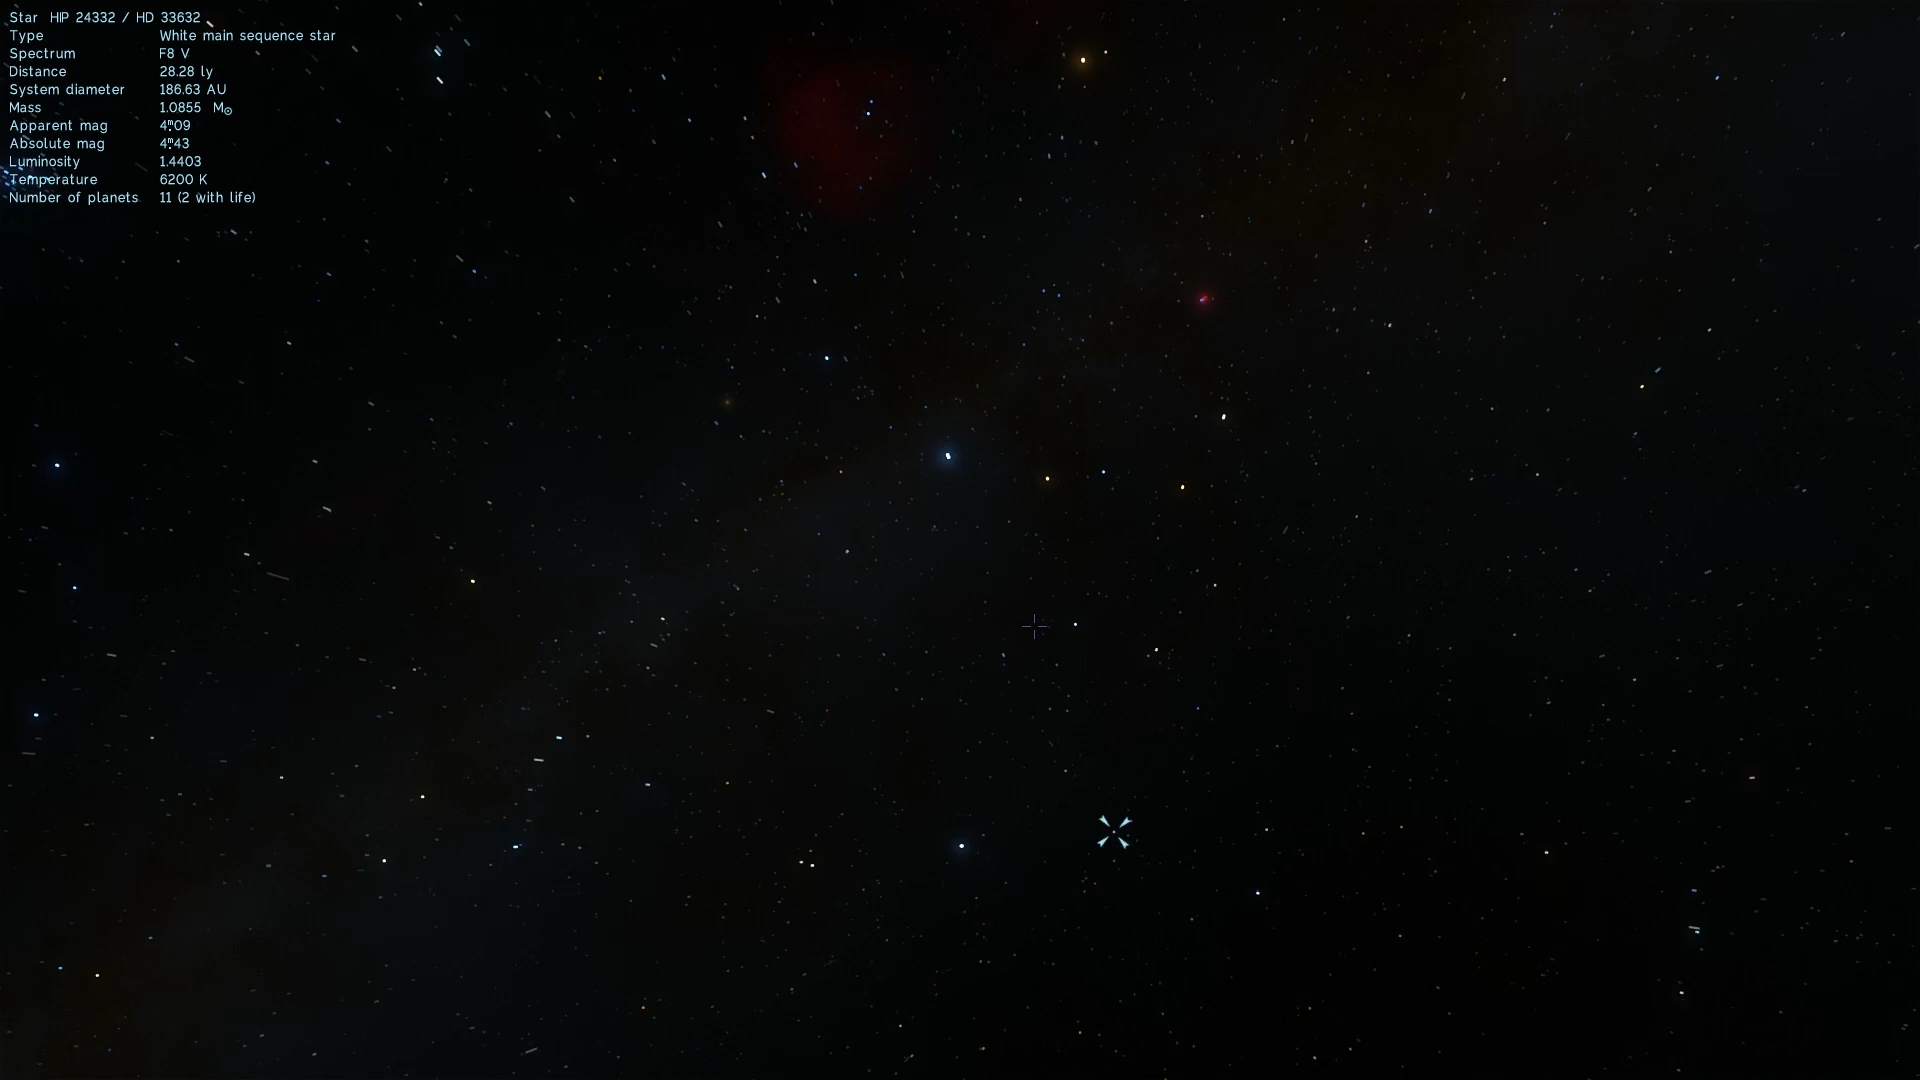 Star HIP 24332 / HD 33632
Type White main sequence star
Spectrum F8 V
Distance 28.28 ly
System diameter 186.63 AU
Mass 1.0855 M☉
Apparent mag 4ᵐ.09
Absolute mag 4ᵐ.43
Luminosity 1.4403
Temperature 6200 K
Number of planets 11 (2 with life)